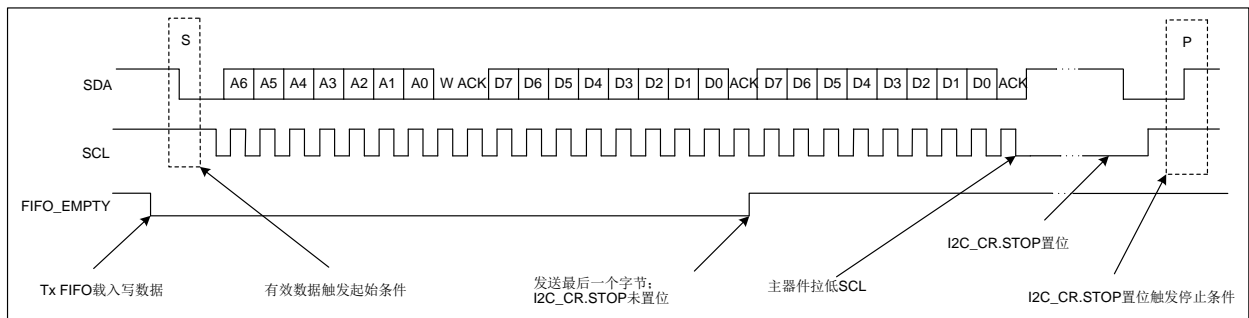 S P
SDA A6 A5 A4 A3 A2 A1 A0 W ACK D7 D6 D5 D4 D3 D2 D1 D0 ACK D7 D6 D5 D4 D3 D2 D1 D0 ACK
SCL
FIFO_EMPTY
I2C_CR.STOP置位
Tx FIFO载入写数据
有效数据触发起始条件
发送最后一个字节;
I2C_CR.STOP未置位
主器件拉低SCL
I2C_CR.STOP置位触发停止条件